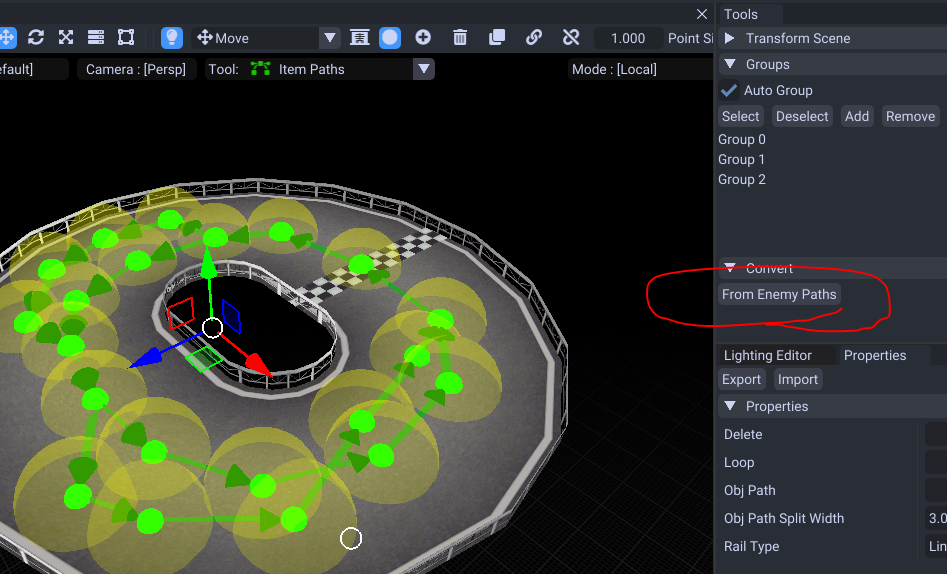 Tools
Move
1.000
Point Si
Transform Scene
efault]
Camera : [Persp]
Tool:
Item Paths
Mode : [Local]
Groups
Auto Group
Select
Deselect
Add
Remove
Group 0
Group 1
Group 2
Convert
From Enemy Paths
Lighting Editor
Properties
Export
Import
Properties
Delete
Loop
Obj Path
Obj Path Split Width
3.0
Rail Type
Lin